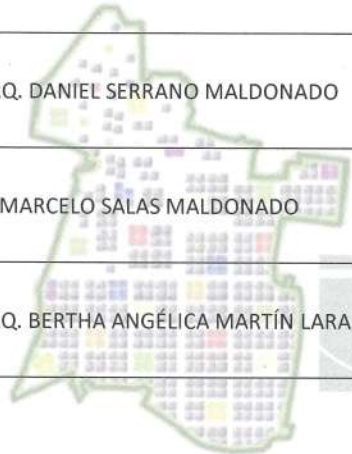 Q. DANIEL SERRANO MALDONADO
MARCELO SALAS MALDONADO
Q. BERTHA ANGÉLICA MARTÍN LARA